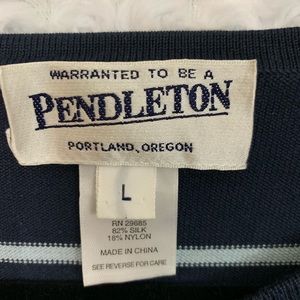 WARRANTED TO BE A
PENDLETON
PORTLAND, OREGON
L
RN 29685
82% SILK
18% NYLON
MADE IN CHINA
SEE REVERSE FOR CARE